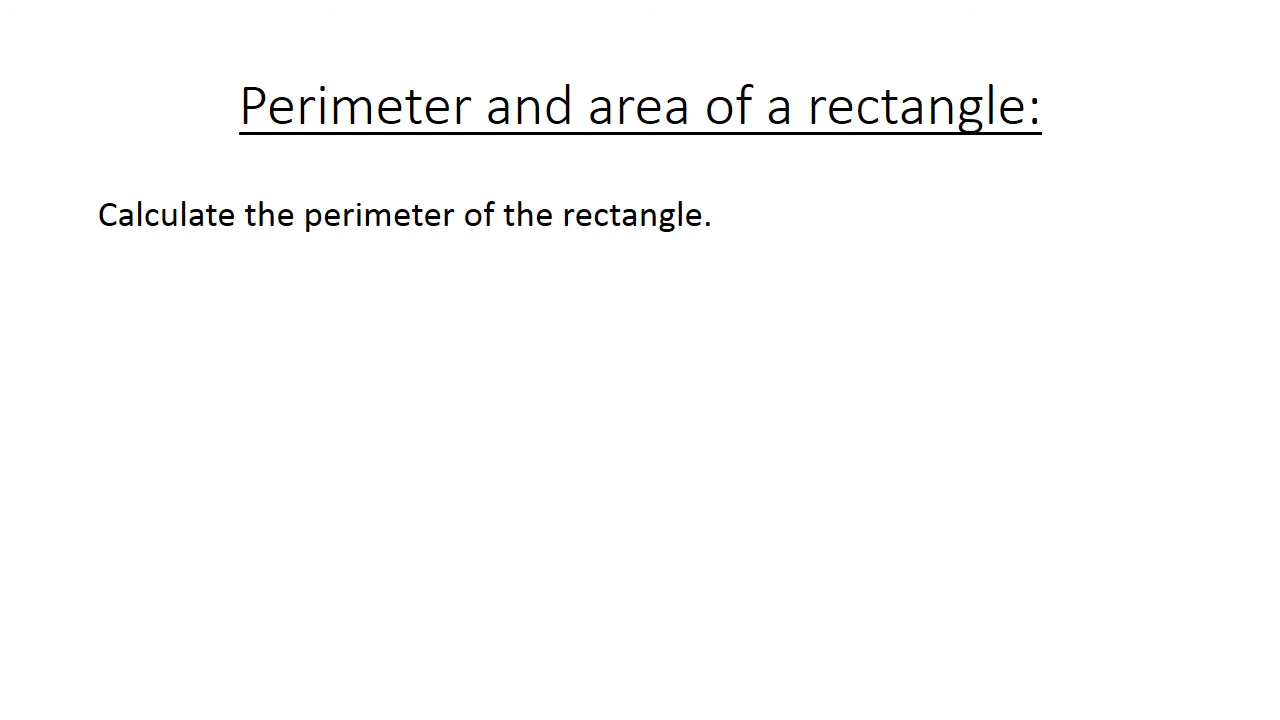 Perimeter and area of a rectangle:
Calculate the perimeter of the rectangle.